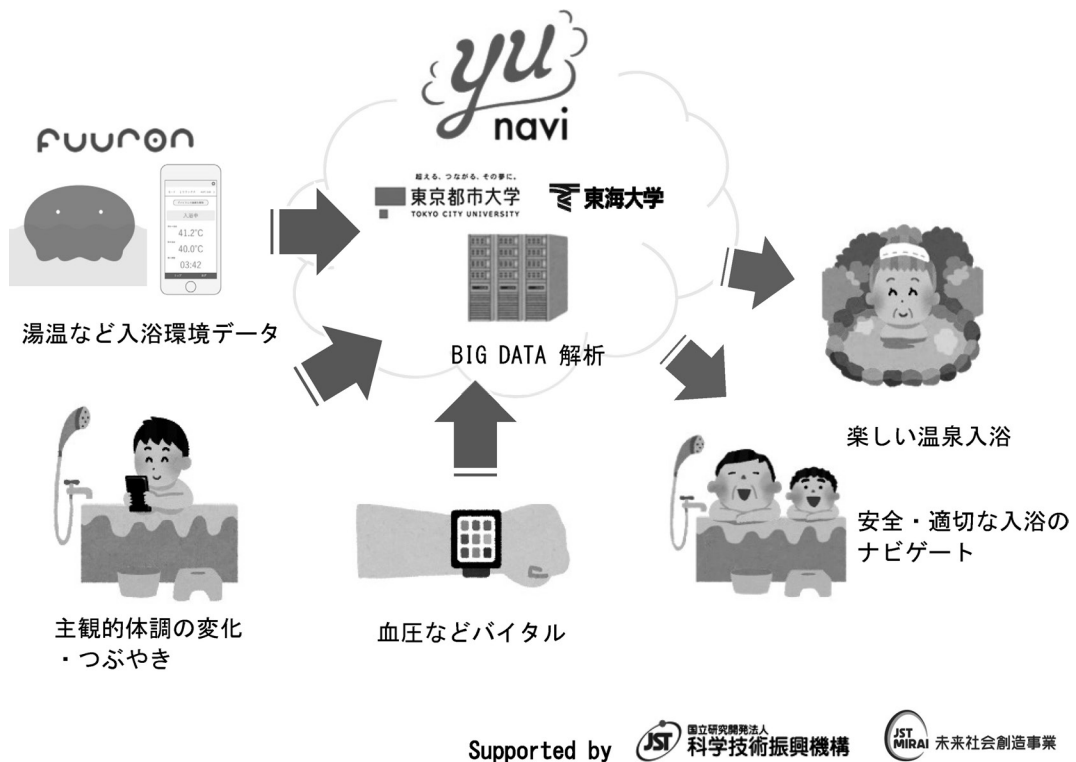 yu
navi
fuuron
超える、つながる、その夢に。
東京都市大学
TOKYO CITY UNIVERSITY
東海大学
入浴中
41.2°C
40.0°C
03:42
湯温など入浴環境データ
BIG DATA 解析
楽しい温泉入浴
安全・適切な入浴の
ナビゲート
主観的体調の変化
・つぶやき
血圧などバイタル
Supported by
JST
国立研究開発法人
科学技術振興機構
JST
MIRAI
未来社会創造事業